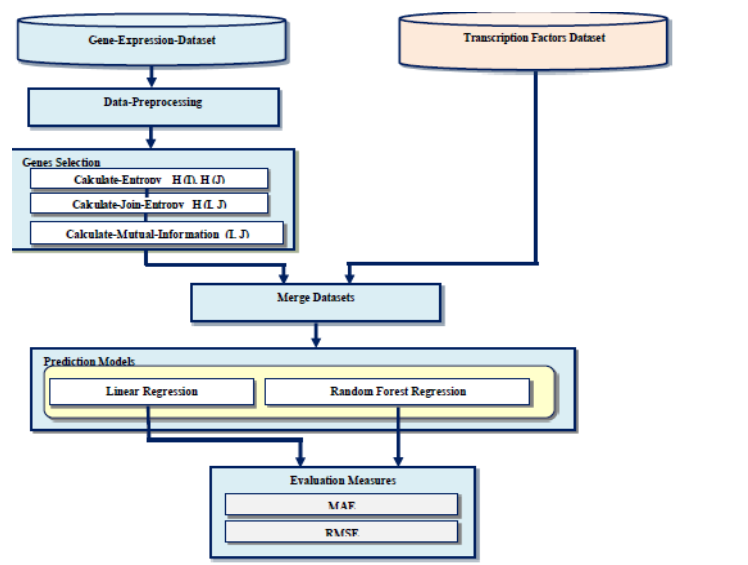 Gene-Expression-Dataset
Transcription Factors Dataset
Data-Preprocessing
Genes Selection
Calculate-Entropy H (I), H (J)
Calculate-Join-Entropy H (I, J)
Calculate-Mutual-Information (I, J)
Merge Datasets
Prediction Models
Linear Regression
Random Forest Regression
Evaluation Measures
MAE
RMSE